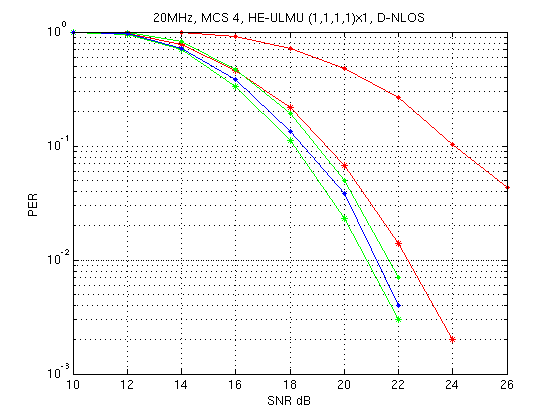 20MHz, MCS 4, HE-ULMU (1,1,1,1)x1, D-NLOS
10^0
10^-1
10^-2
10^-3
PER
10 12 14 16 18 20 22 24 26
SNR dB